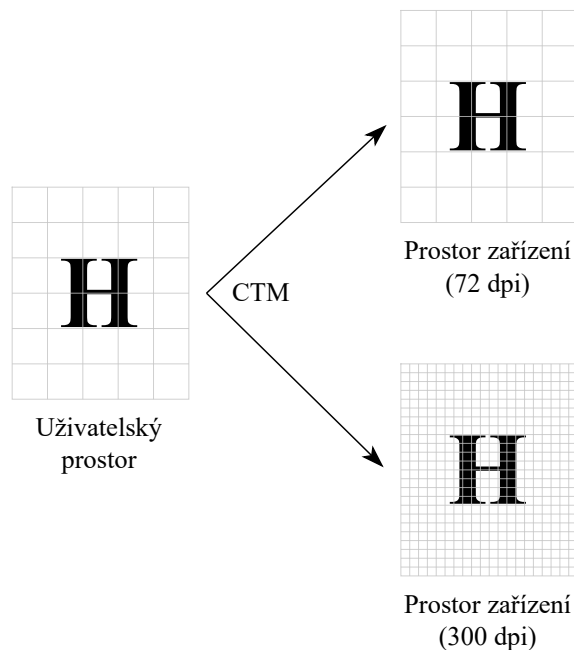 H
Prostor zařízení
(72 dpi)
H
CTM
Uživatelský
prostor
H
Prostor zařízení
(300 dpi)